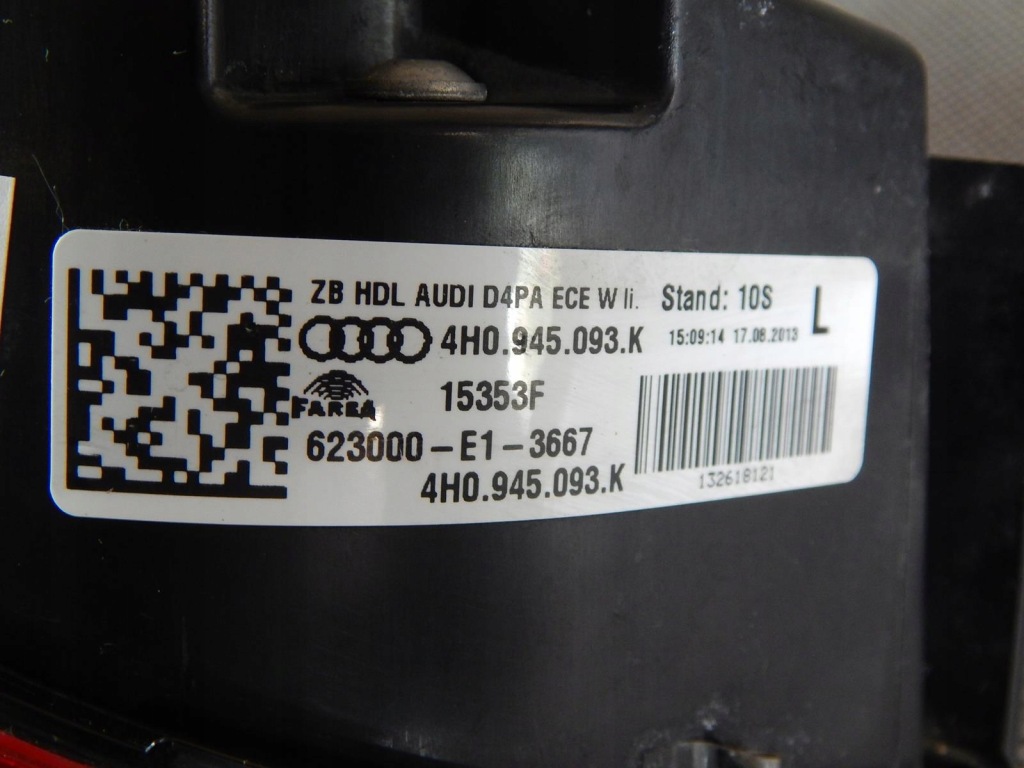 ZB HDL AUDI D4PA ECE W li. Stand: 10S
4H0.945.093.K 15:09:14 17.08.2013 L
FARBA 15353F
623000-E1-3667
4H0.945.093.K 132618121